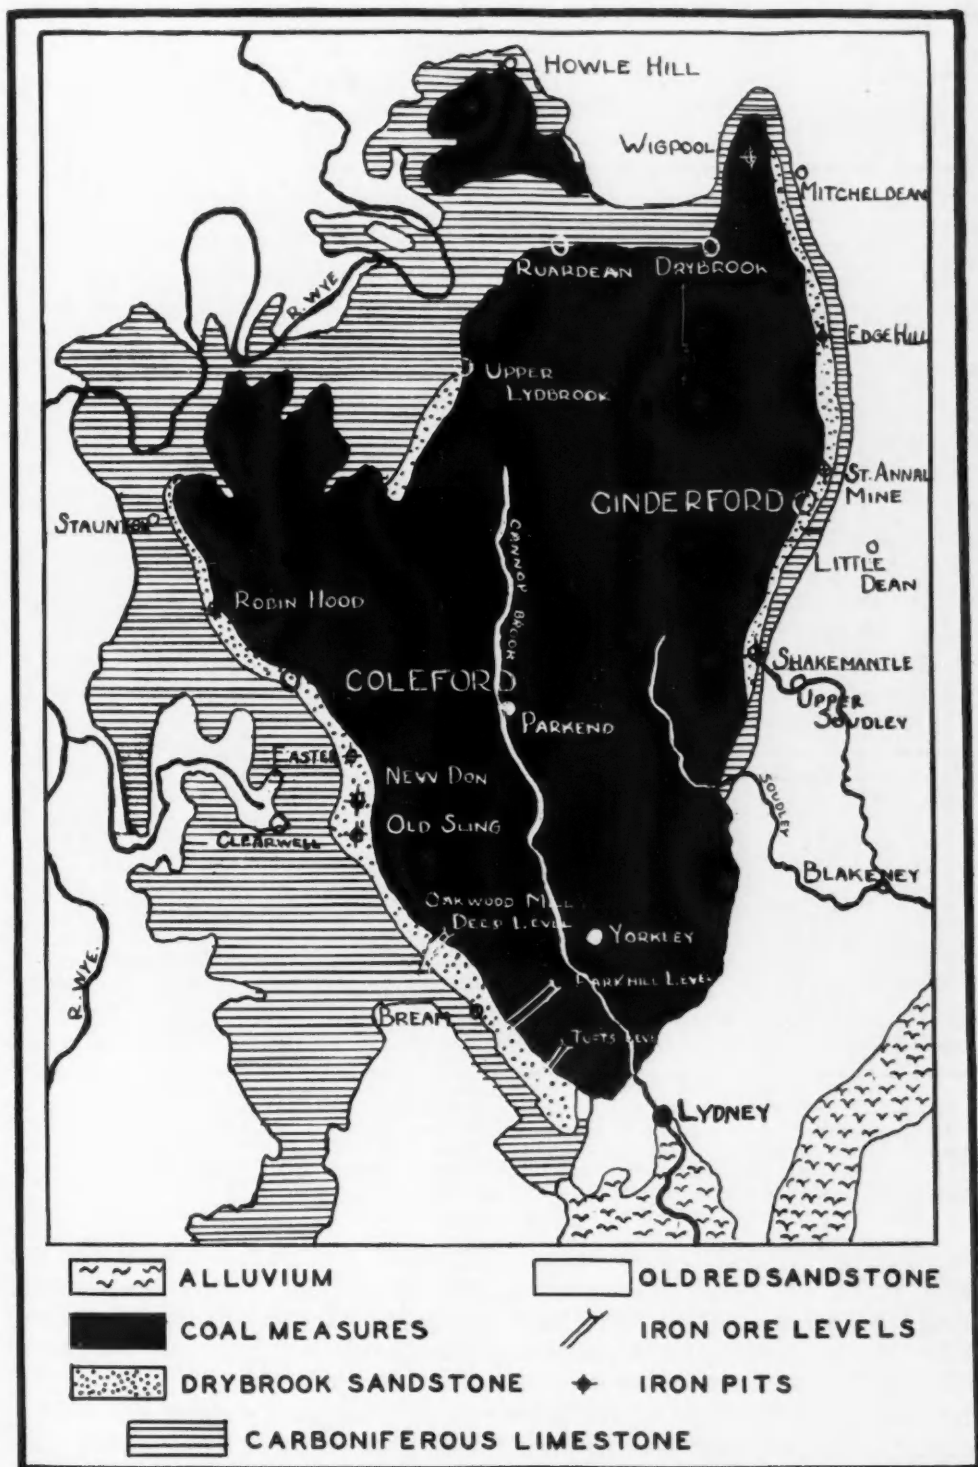 HOWLE HILL
WIGPOOL
MITCHELDEAN
R. WYE
RUARDEAN
DRYBROOK
EDGE HILL
UPPER
LYDBROOK
ST. ANNAL
MINE
CINDERFORD
STAUNTON
CANNOP BROOK
LITTLE
DEAN
ROBIN HOOD
SHAKEMANTLE
COLEFORD
UPPER
SOUDLEY
PARKEND
EASTER
NEW DON
SOUDLEY
OLD SLING
CLEARWELL
BLAKENEY
OAKWOOD MILL
DEEP LEVEL
YORKLEY
R. WYE.
PARKHILL LEVEL
BREAM
TUFTS LEVEL
LYDNEY
ALLUVIUM
OLD RED SANDSTONE
COAL MEASURES
IRON ORE LEVELS
DRYBROOK SANDSTONE
IRON PITS
CARBONIFEROUS LIMESTONE